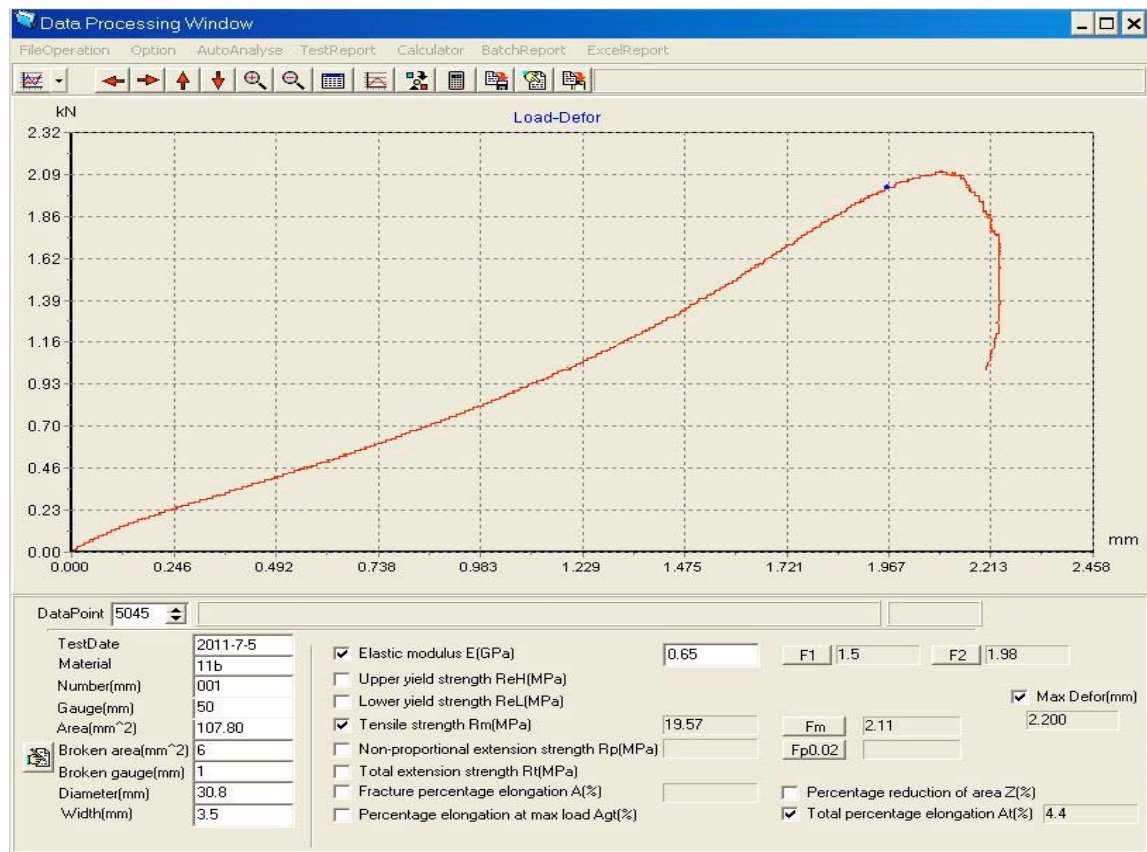 Data Processing Window
FileOperation Option AutoAnalyse TestReport Calculator BatchReport ExcelReport
kN
Load-Defor
2.32
2.09
1.86
1.62
1.39
1.16
0.93
0.70
0.46
0.23
0.00
mm
0.000 0.246 0.492 0.738 0.983 1.229 1.475 1.721 1.967 2.213 2.458
DataPoint 5045
TestDate 2011-7-5
Material 11b
Number(mm) 001
Gauge(mm) 50
Area(mm^2) 107.80
Broken area(mm^2) 6
Broken gauge(mm) 1
Diameter(mm) 30.8
Width(mm) 3.5
Elastic modulus E(GPa) 0.65 F1 1.5 F2 1.98
Upper yield strength ReH(MPa)
Lower yield strength ReL(MPa) Max Defor(mm)
Tensile strength Rm(MPa) 19.57 Fm 2.11 2.200
Non-proportional extension strength Rp(MPa) Fp0.02
Total extension strength Rt(MPa)
Fracture percentage elongation A(%) Percentage reduction of area Z(%)
Percentage elongation at max load Agt(%) Total percentage elongation At(%) 4.4